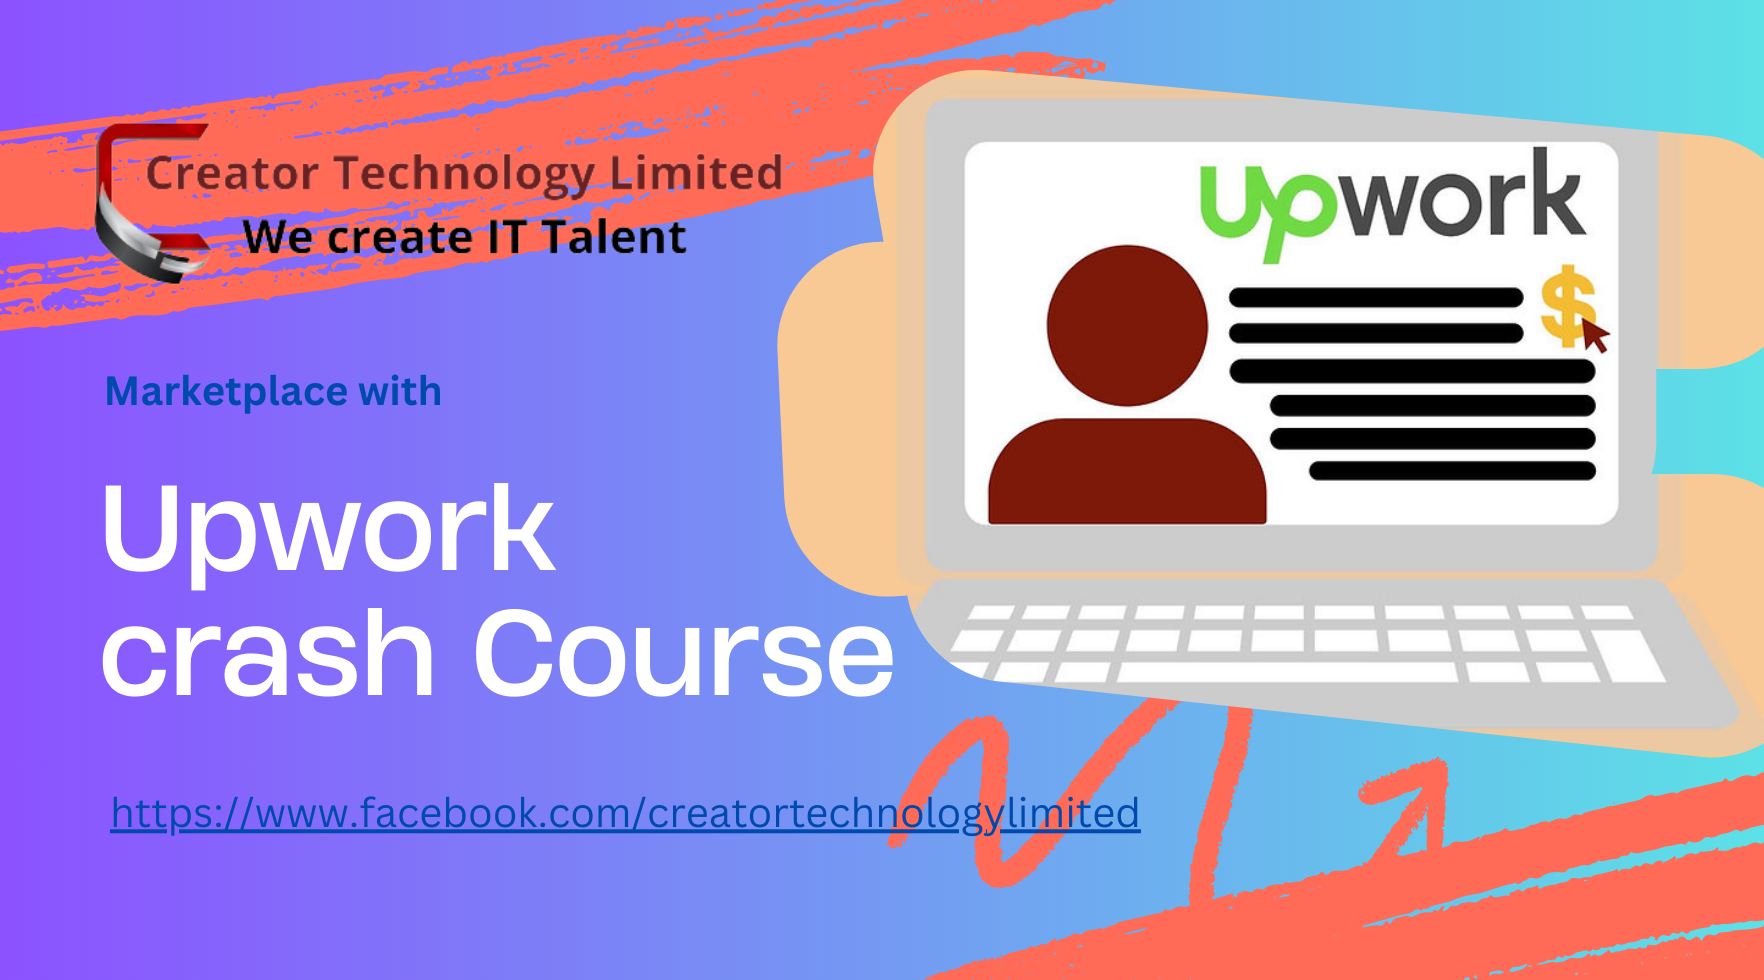 Creator Technology Limited
We create IT Talent
upwork
$
Marketplace with
Upwork
crash Course
https://www.facebook.com/creatortechnologylimited